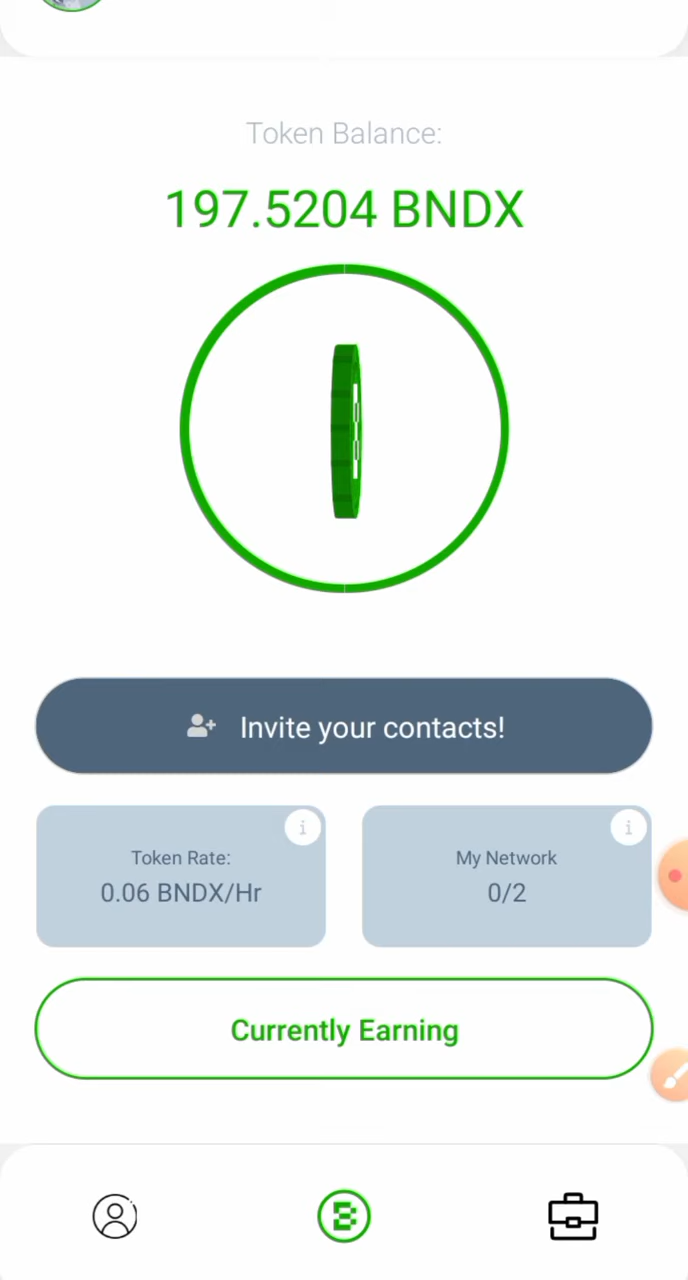 Token Balance:
197.5204 BNDX
Invite your contacts!
Token Rate:
0.06 BNDX/Hr
My Network
0/2
Currently Earning